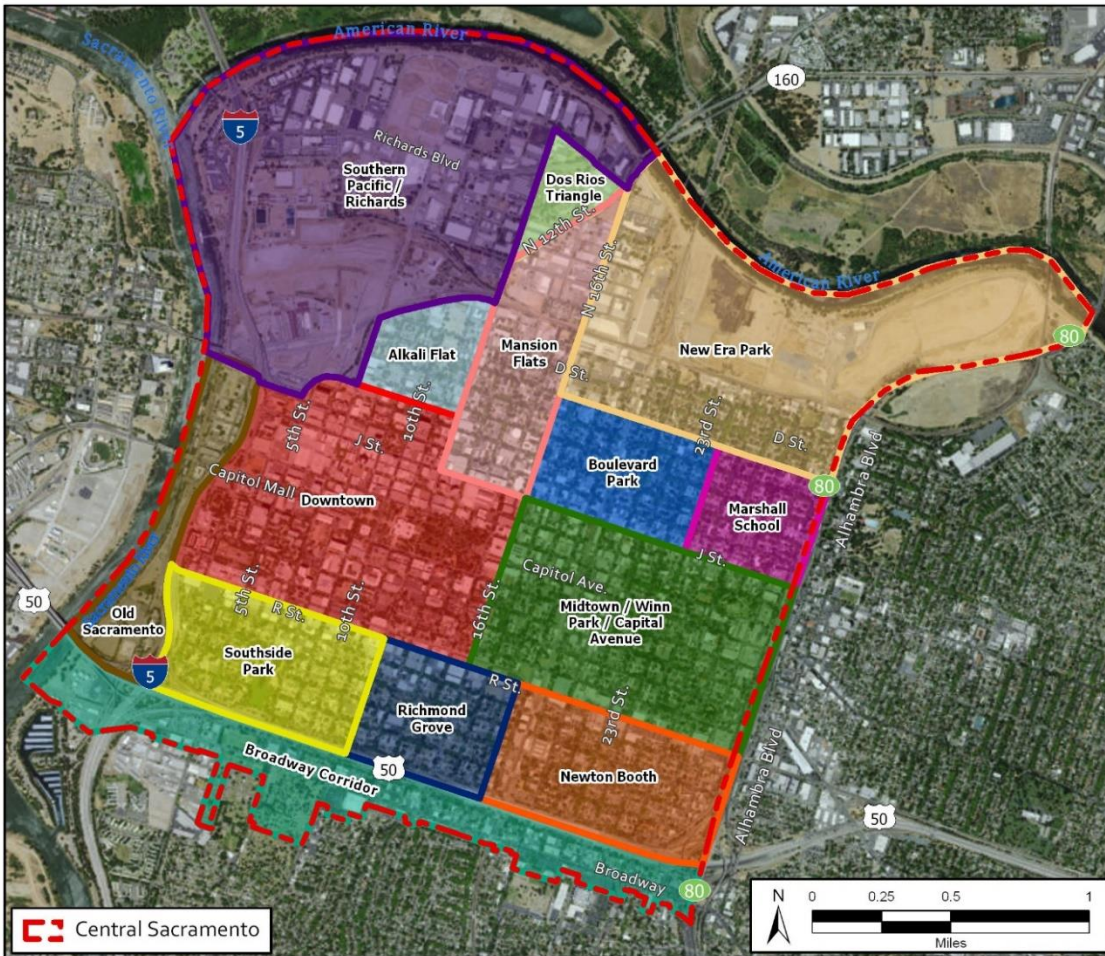 American River
Sacramento River
160
5
Richards Blvd
Southern
Pacific /
Richards
Dos Rios
Triangle
N 12th St.
N 16th St.
American River
80
New Era Park
Mansion
Flats
Alkali Flat
D St.
10th St.
5th St.
J St.
23rd St.
D St.
Boulevard
Park
Capitol Mall
Downtown
80
Alhambra Blvd
Marshall
School
J St.
Capitol Ave.
Midtown / Winn
Park / Capital
Avenue
50
Old
Sacramento
5th St.
R St.
10th St.
16th St.
Southside
Park
5
R St.
23rd St.
Richmond
Grove
Newton Booth
Alhambra Blvd
50
Broadway Corridor
50
Broadway
80
Central Sacramento
N
0 0.25 0.5 1
Miles